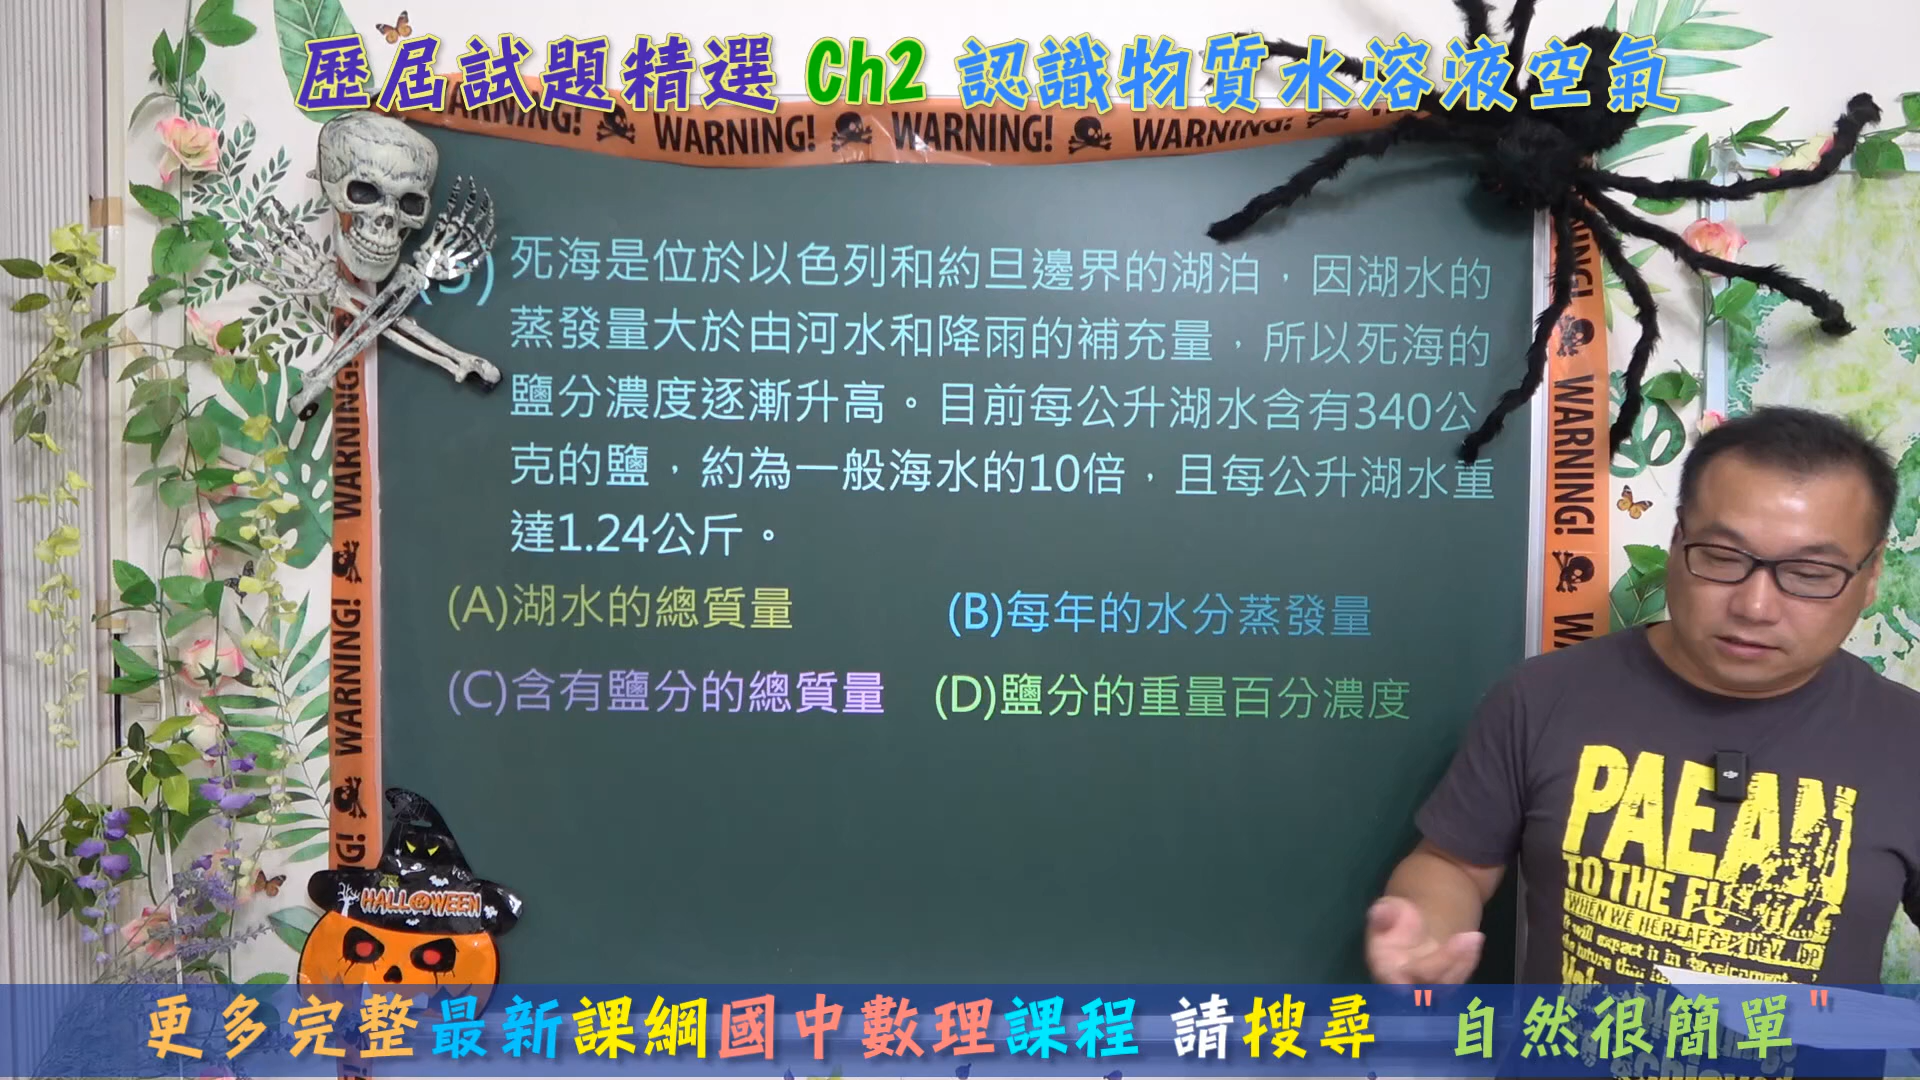 歷屆試題精選 Ch2 認識物質水溶液空氣
WARNING! WARNING! WARNING! WARNING!
死海是位於以色列和約旦邊界的湖泊，因湖水的
蒸發量大於由河水和降雨的補充量，所以死海的
鹽分濃度逐漸升高。目前每公升湖水含有340公
克的鹽，約為一般海水的10倍，且每公升湖水重
達1.24公斤。
(A)湖水的總質量
(B)每年的水分蒸發量
(C)含有鹽分的總質量
(D)鹽分的重量百分濃度
WARNING!
WARNING!
WARNING!
HALLOWEEN
PAEAN
TO THE
WHEN WE HEREAFTER
更多完整最新課綱國中數理課程 請搜尋 "自然很簡單"